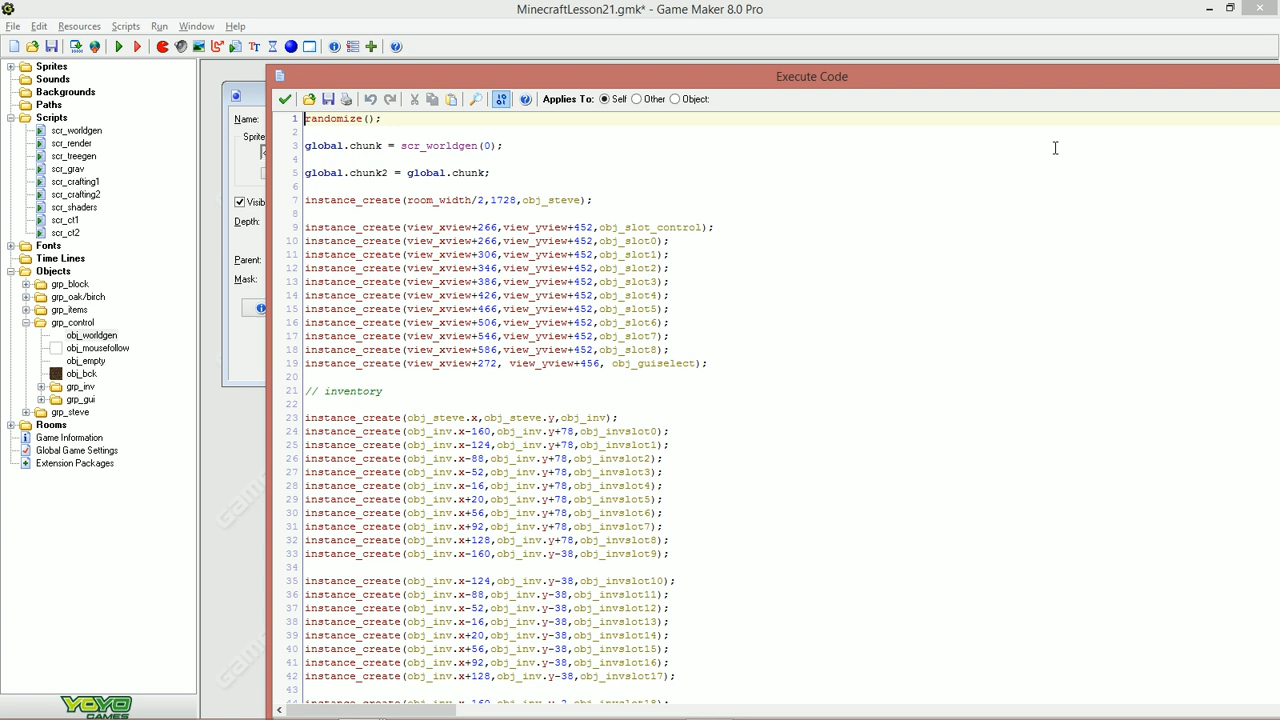 MinecraftLesson21.gmk* - Game Maker 8.0 Pro
File Edit Resources Scripts Run Window Help
Sprites
Sounds
Backgrounds
Paths
Scripts
scr_worldgen
scr_render
scr_treegen
scr_grav
scr_crafting1
scr_crafting2
scr_shaders
scr_ct1
scr_ct2
Fonts
Time Lines
Objects
grp_block
grp_oak/birch
grp_items
grp_control
obj_worldgen
obj_mousefollow
obj_empty
obj_bck
grp_inv
grp_gui
grp_steve
Rooms
Game Information
Global Game Settings
Extension Packages
YOYO
GAMES
Name:
Sprite
Visib
Depth:
Parent:
Mask:
Execute Code
Applies To: Self Other Object:
1 randomize();
2
3 global.chunk = scr_worldgen(0);
4
5 global.chunk2 = global.chunk;
6
7 instance_create(room_width/2,1728,obj_steve);
8
9 instance_create(view_xview+266,view_yview+452,obj_slot_control);
10 instance_create(view_xview+266,view_yview+452,obj_slot0);
11 instance_create(view_xview+306,view_yview+452,obj_slot1);
12 instance_create(view_xview+346,view_yview+452,obj_slot2);
13 instance_create(view_xview+386,view_yview+452,obj_slot3);
14 instance_create(view_xview+426,view_yview+452,obj_slot4);
15 instance_create(view_xview+466,view_yview+452,obj_slot5);
16 instance_create(view_xview+506,view_yview+452,obj_slot6);
17 instance_create(view_xview+546,view_yview+452,obj_slot7);
18 instance_create(view_xview+586,view_yview+452,obj_slot8);
19 instance_create(view_xview+272, view_yview+456, obj_guiselect);
20
21 // inventory
22
23 instance_create(obj_steve.x,obj_steve.y,obj_inv);
24 instance_create(obj_inv.x-160,obj_inv.y+78,obj_invslot0);
25 instance_create(obj_inv.x-124,obj_inv.y+78,obj_invslot1);
26 instance_create(obj_inv.x-88,obj_inv.y+78,obj_invslot2);
27 instance_create(obj_inv.x-52,obj_inv.y+78,obj_invslot3);
28 instance_create(obj_inv.x-16,obj_inv.y+78,obj_invslot4);
29 instance_create(obj_inv.x+20,obj_inv.y+78,obj_invslot5);
30 instance_create(obj_inv.x+56,obj_inv.y+78,obj_invslot6);
31 instance_create(obj_inv.x+92,obj_inv.y+78,obj_invslot7);
32 instance_create(obj_inv.x+128,obj_inv.y+78,obj_invslot8);
33 instance_create(obj_inv.x-160,obj_inv.y-38,obj_invslot9);
34
35 instance_create(obj_inv.x-124,obj_inv.y-38,obj_invslot10);
36 instance_create(obj_inv.x-88,obj_inv.y-38,obj_invslot11);
37 instance_create(obj_inv.x-52,obj_inv.y-38,obj_invslot12);
38 instance_create(obj_inv.x-16,obj_inv.y-38,obj_invslot13);
39 instance_create(obj_inv.x+20,obj_inv.y-38,obj_invslot14);
40 instance_create(obj_inv.x+56,obj_inv.y-38,obj_invslot15);
41 instance_create(obj_inv.x+92,obj_inv.y-38,obj_invslot16);
42 instance_create(obj_inv.x+128,obj_inv.y-38,obj_invslot17);
43